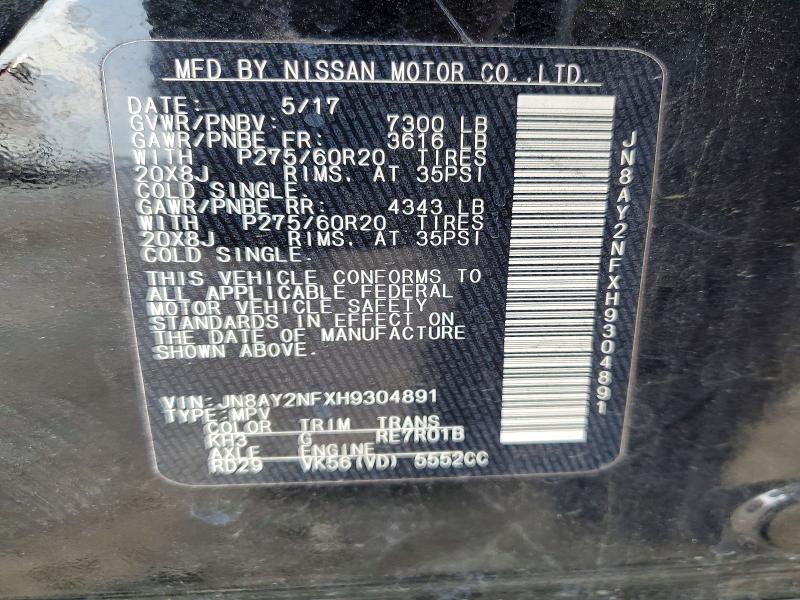 MFD BY NISSAN MOTOR CO.,LTD.
DATE: 5/17
GVWR/PNBV: 7300 LB
GAWR/PNBE FR: 3616 LB
WITH P275/60R20 TIRES
20X8J RIMS. AT 35PSI
COLD SINGLE.
GAWR/PNBE RR: 4343 LB
WITH P275/60R20 TIRES
20X8J RIMS. AT 35PSI
COLD SINGLE.
THIS VEHICLE CONFORMS TO
ALL APPLICABLE FEDERAL
MOTOR VEHICLE SAFETY
STANDARDS IN EFFECT ON
THE DATE OF MANUFACTURE
SHOWN ABOVE.
VIN: JN8AY2NFXH9304891
TYPE: MPV
COLOR TRIM TRANS
KH3 G RE7R01B
AXLE ENGINE
RD29 VK56(VD) 5552CC
JN8AY2NFXH9304891